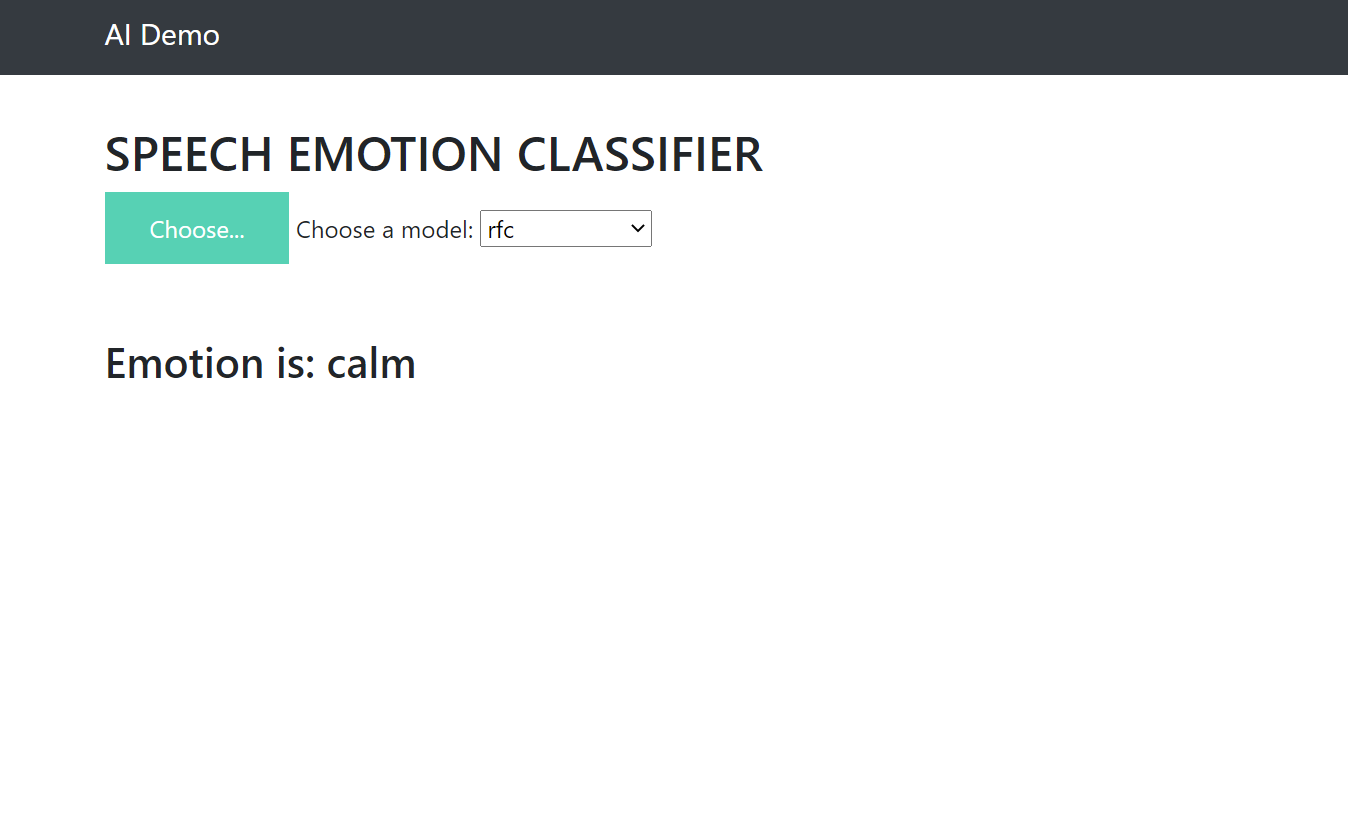 AI Demo
SPEECH EMOTION CLASSIFIER
Choose... Choose a model: rfc
Emotion is: calm